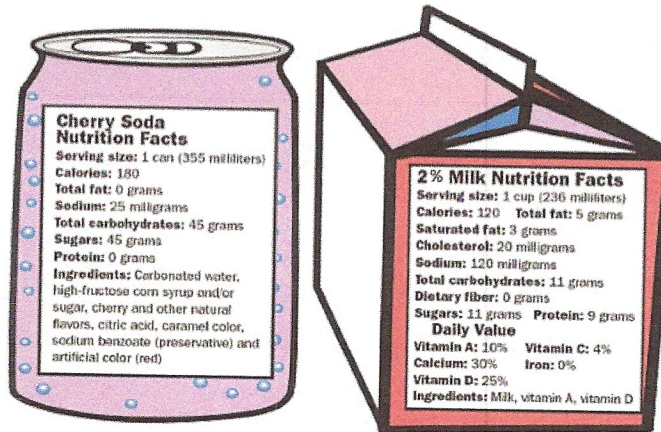 Cherry Soda
Nutrition Facts
Serving size: 1 can (355 milliliters)
Calories: 180
Total fat: 0 grams
Sodium: 25 milligrams
Total carbohydrates: 45 grams
Sugars: 45 grams
Protein: 0 grams
Ingredients: Carbonated water,
high-fructose corn syrup and/or
sugar, cherry and other natural
flavors, citric acid, caramel color,
sodium benzoate (preservative) and
artificial color (red)
2% Milk Nutrition Facts
Serving size: 1 cup (236 milliliters)
Calories: 120 Total fat: 5 grams
Saturated fat: 3 grams
Cholesterol: 20 milligrams
Sodium: 120 milligrams
Total carbohydrates: 11 grams
Dietary fiber: 0 grams
Sugars: 11 grams Protein: 9 grams
Daily Value
Vitamin A: 10% Vitamin C: 4%
Calcium: 30% Iron: 0%
Vitamin D: 25%
Ingredients: Milk, vitamin A, vitamin D